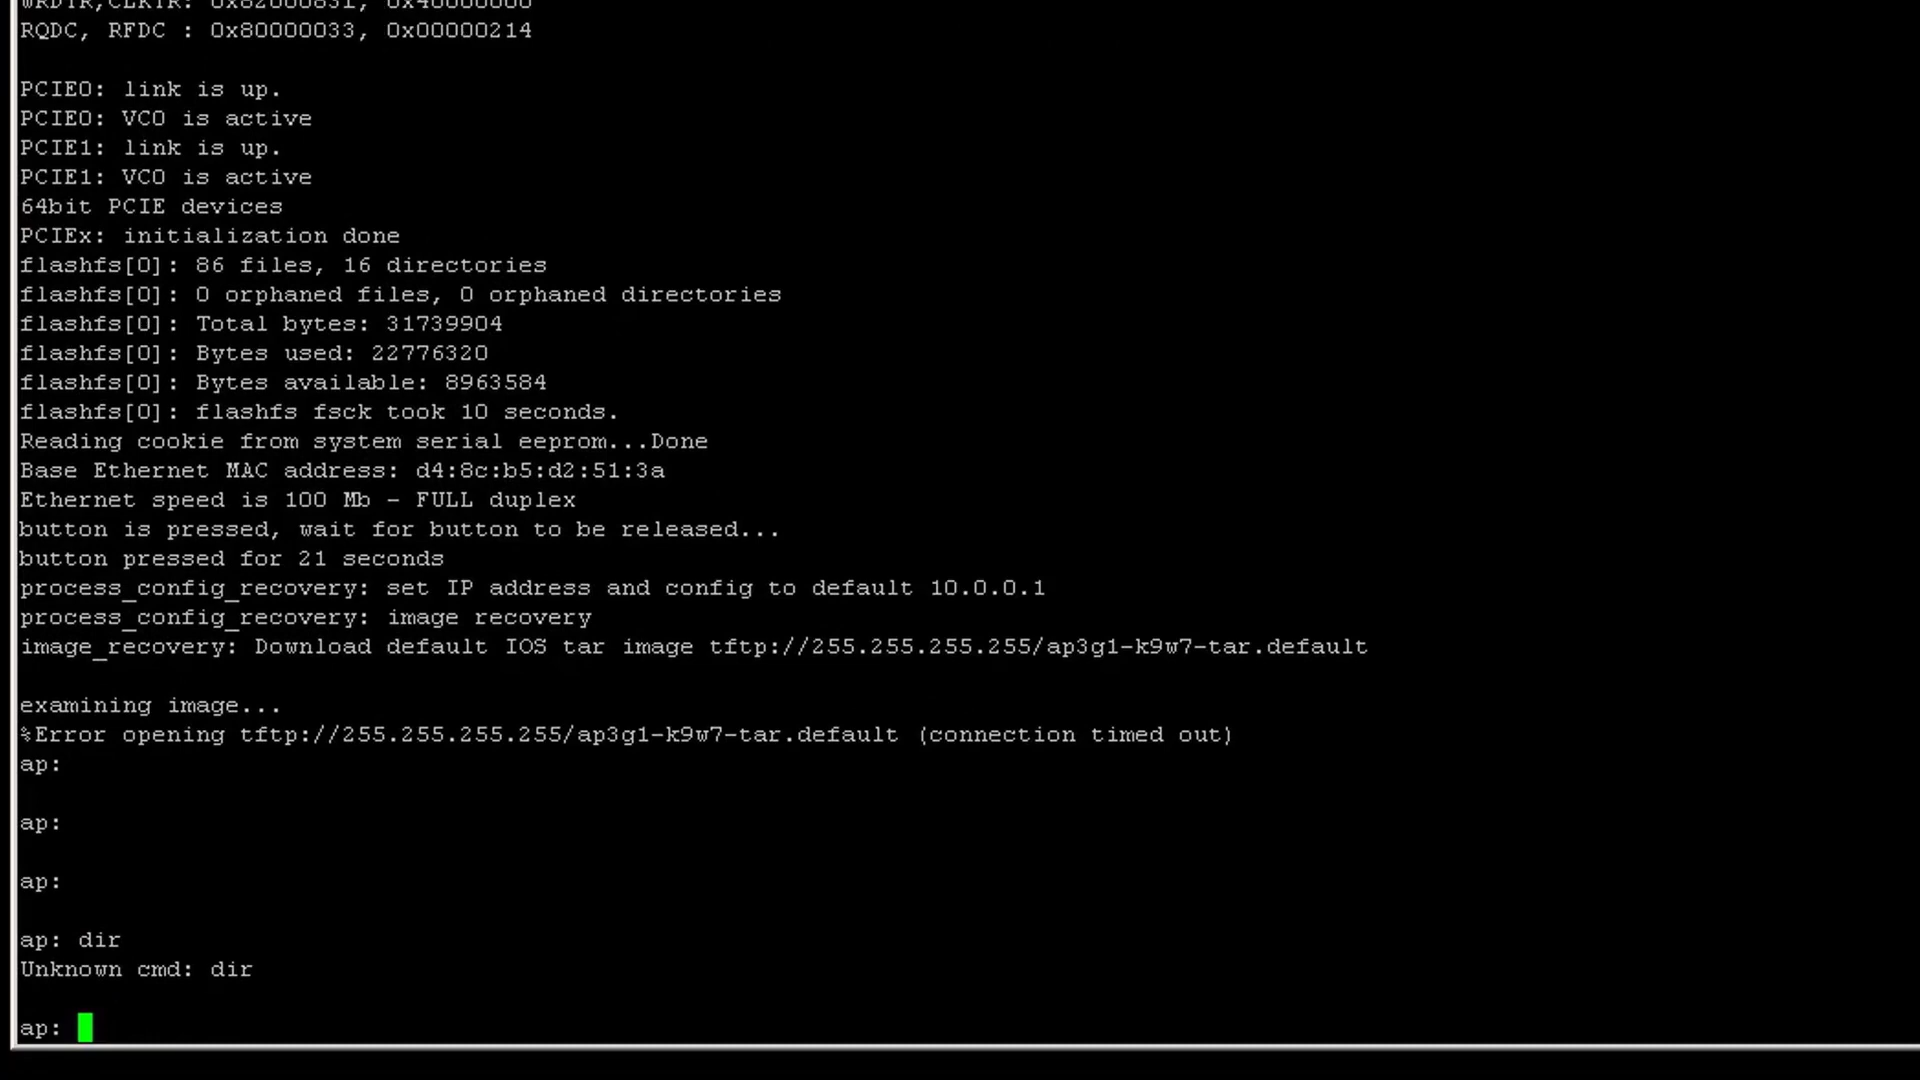 WRDTR,CLKTR: 0x82000831, 0x40000000
RQDC, RFDC : 0x80000033, 0x00000214
PCIE0: link is up.
PCIE0: VC0 is active
PCIE1: link is up.
PCIE1: VC0 is active
64bit PCIE devices
PCIEx: initialization done
flashfs[0]: 86 files, 16 directories
flashfs[0]: 0 orphaned files, 0 orphaned directories
flashfs[0]: Total bytes: 31739904
flashfs[0]: Bytes used: 22776320
flashfs[0]: Bytes available: 8963584
flashfs[0]: flashfs fsck took 10 seconds.
Reading cookie from system serial eeprom...Done
Base Ethernet MAC address: d4:8c:b5:d2:51:3a
Ethernet speed is 100 Mb - FULL duplex
button is pressed, wait for button to be released...
button pressed for 21 seconds
process_config_recovery: set IP address and config to default 10.0.0.1
process_config_recovery: image recovery
image_recovery: Download default IOS tar image tftp://255.255.255.255/ap3g1-k9w7-tar.default
examining image...
%Error opening tftp://255.255.255.255/ap3g1-k9w7-tar.default (connection timed out)
ap:
ap:
ap:
ap: dir
Unknown cmd: dir
ap: